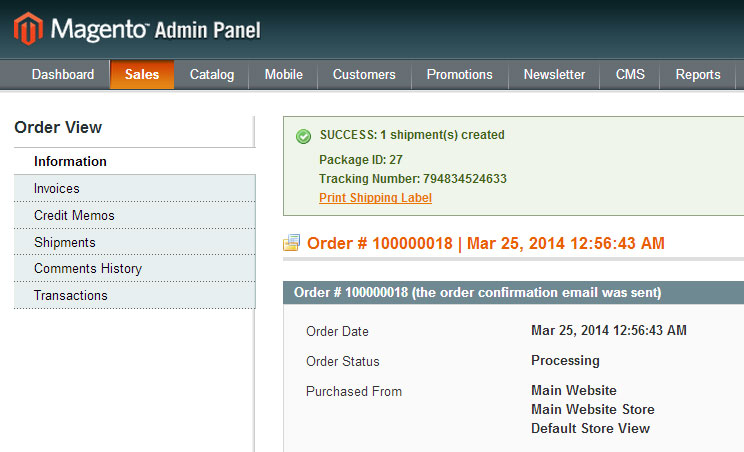 Magento™ Admin Panel
Dashboard Sales Catalog Mobile Customers Promotions Newsletter CMS Reports
Order View
Information
Invoices
Credit Memos
Shipments
Comments History
Transactions
SUCCESS: 1 shipment(s) created
Package ID: 27
Tracking Number: 794834524633
Print Shipping Label
Order # 100000018 | Mar 25, 2014 12:56:43 AM
Order # 100000018 (the order confirmation email was sent)
Order Date Mar 25, 2014 12:56:43 AM
Order Status Processing
Purchased From Main Website
Main Website Store
Default Store View